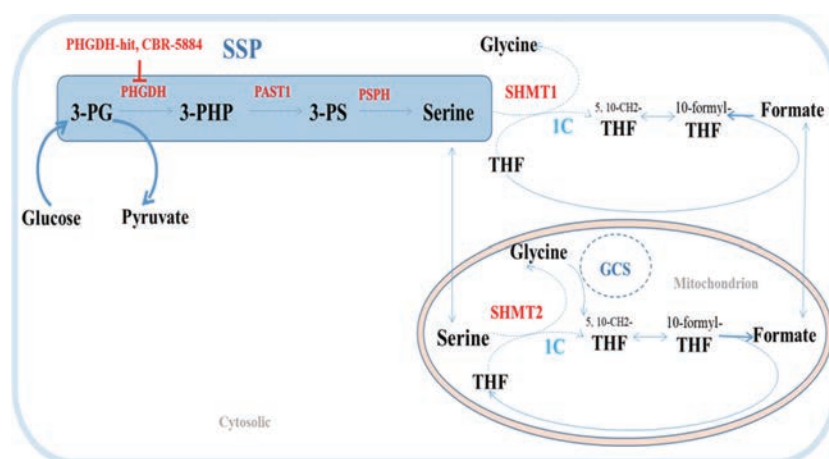 PHGDH-hit, CBR-5884
SSP
Glycine
PHGDH
PAST1
PSPH
SHMT1
3-PG
3-PHP
3-PS
Serine
1C
5, 10-CH2-
THF
10-formyl-
THF
Formate
THF
Glucose
Pyruvate
Glycine
GCS
Mitochondrion
SHMT2
Serine
1C
5, 10-CH2-
THF
10-formyl-
THF
Formate
THF
Cytosolic